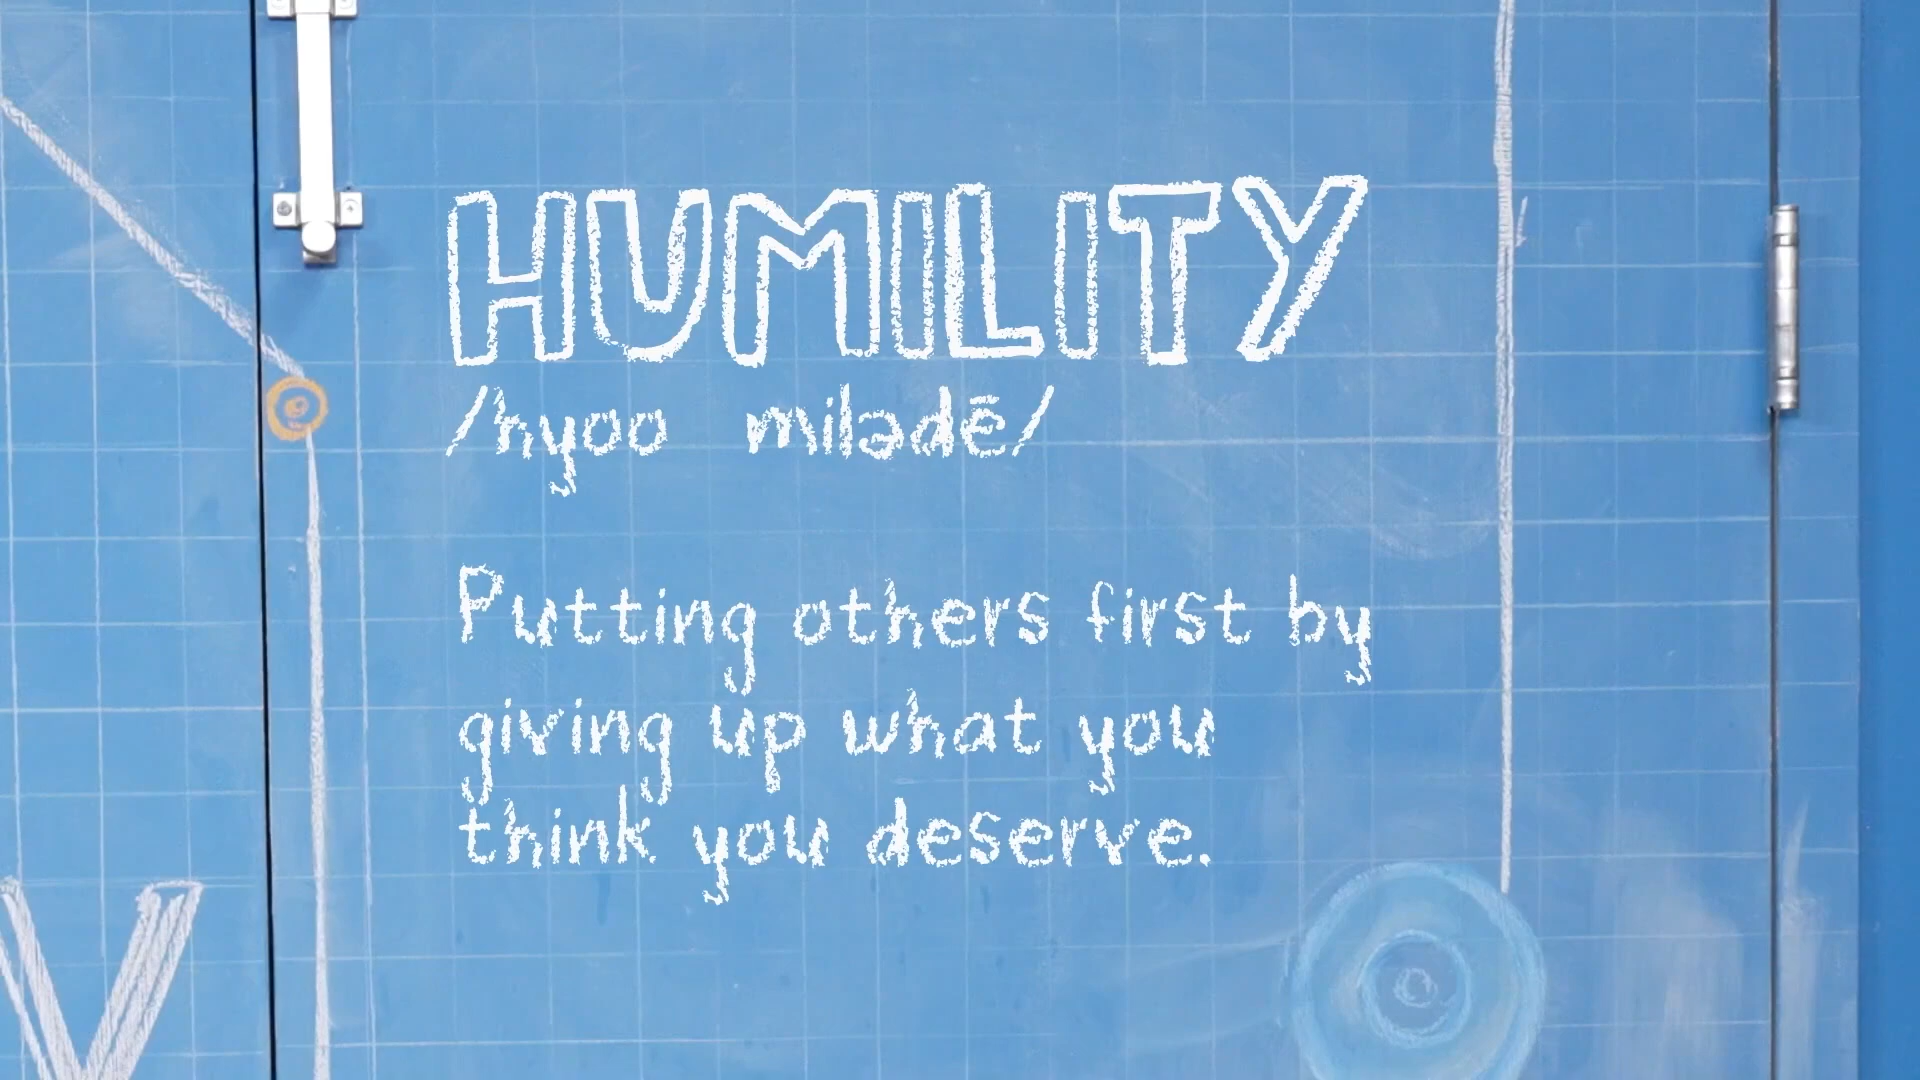 HUMILITY
/hyoo milədē/
Putting others first by
giving up what you
think you deserve.